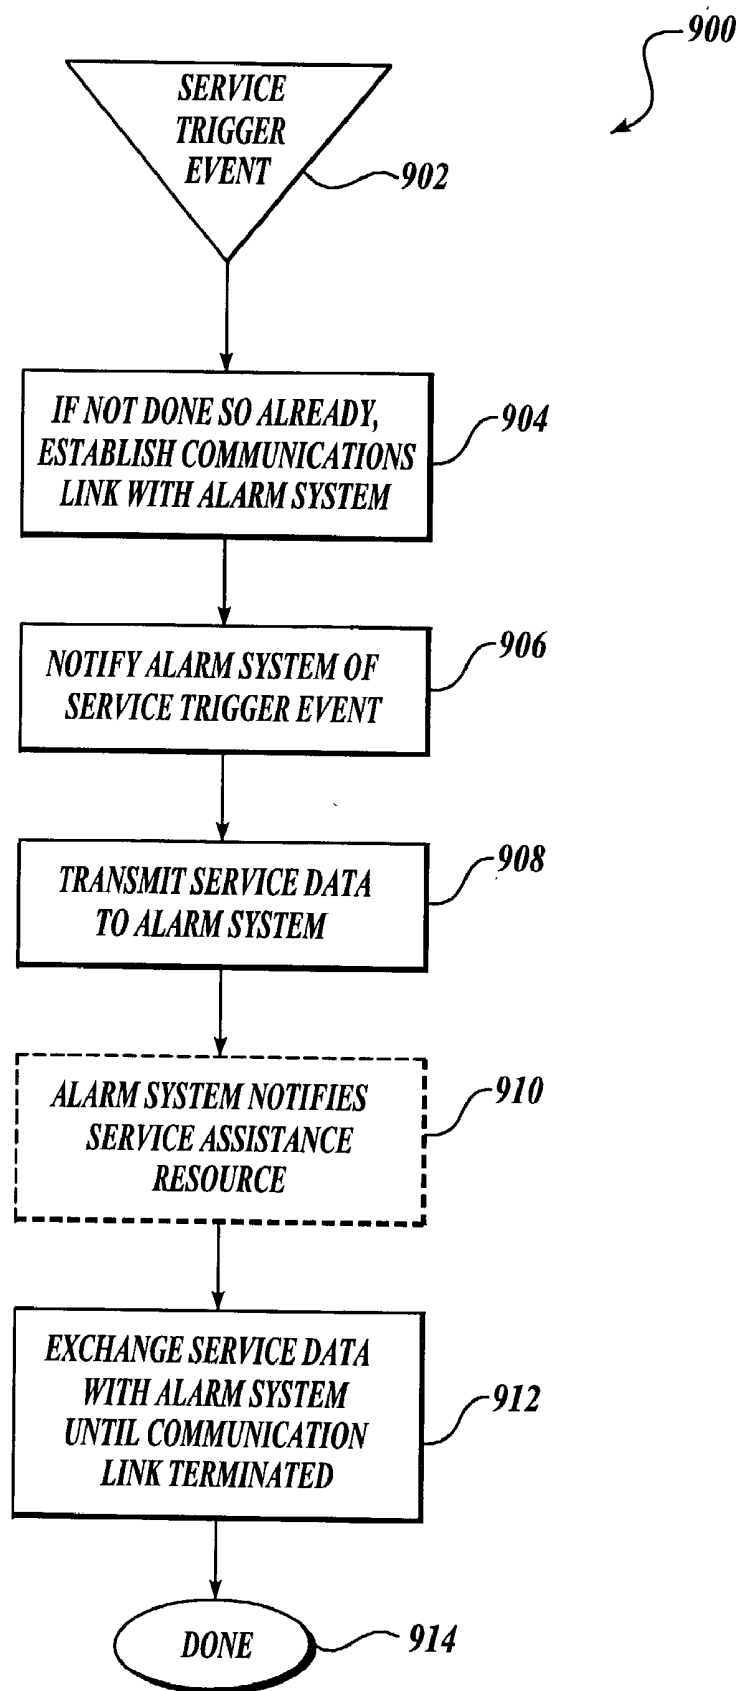 900
SERVICE
TRIGGER
EVENT
902
IF NOT DONE SO ALREADY,
ESTABLISH COMMUNICATIONS
LINK WITH ALARM SYSTEM
904
NOTIFY ALARM SYSTEM OF
SERVICE TRIGGER EVENT
906
TRANSMIT SERVICE DATA
TO ALARM SYSTEM
908
ALARM SYSTEM NOTIFIES
SERVICE ASSISTANCE
RESOURCE
910
EXCHANGE SERVICE DATA
WITH ALARM SYSTEM
UNTIL COMMUNICATION
LINK TERMINATED
912
DONE
914